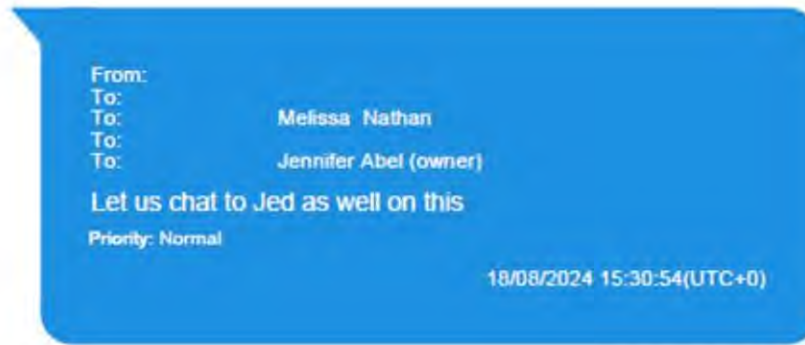 From:
To:
To: Melissa Nathan
To:
To: Jennifer Abel (owner)
Let us chat to Jed as well on this
Priority: Normal
18/08/2024 15:30:54(UTC+0)